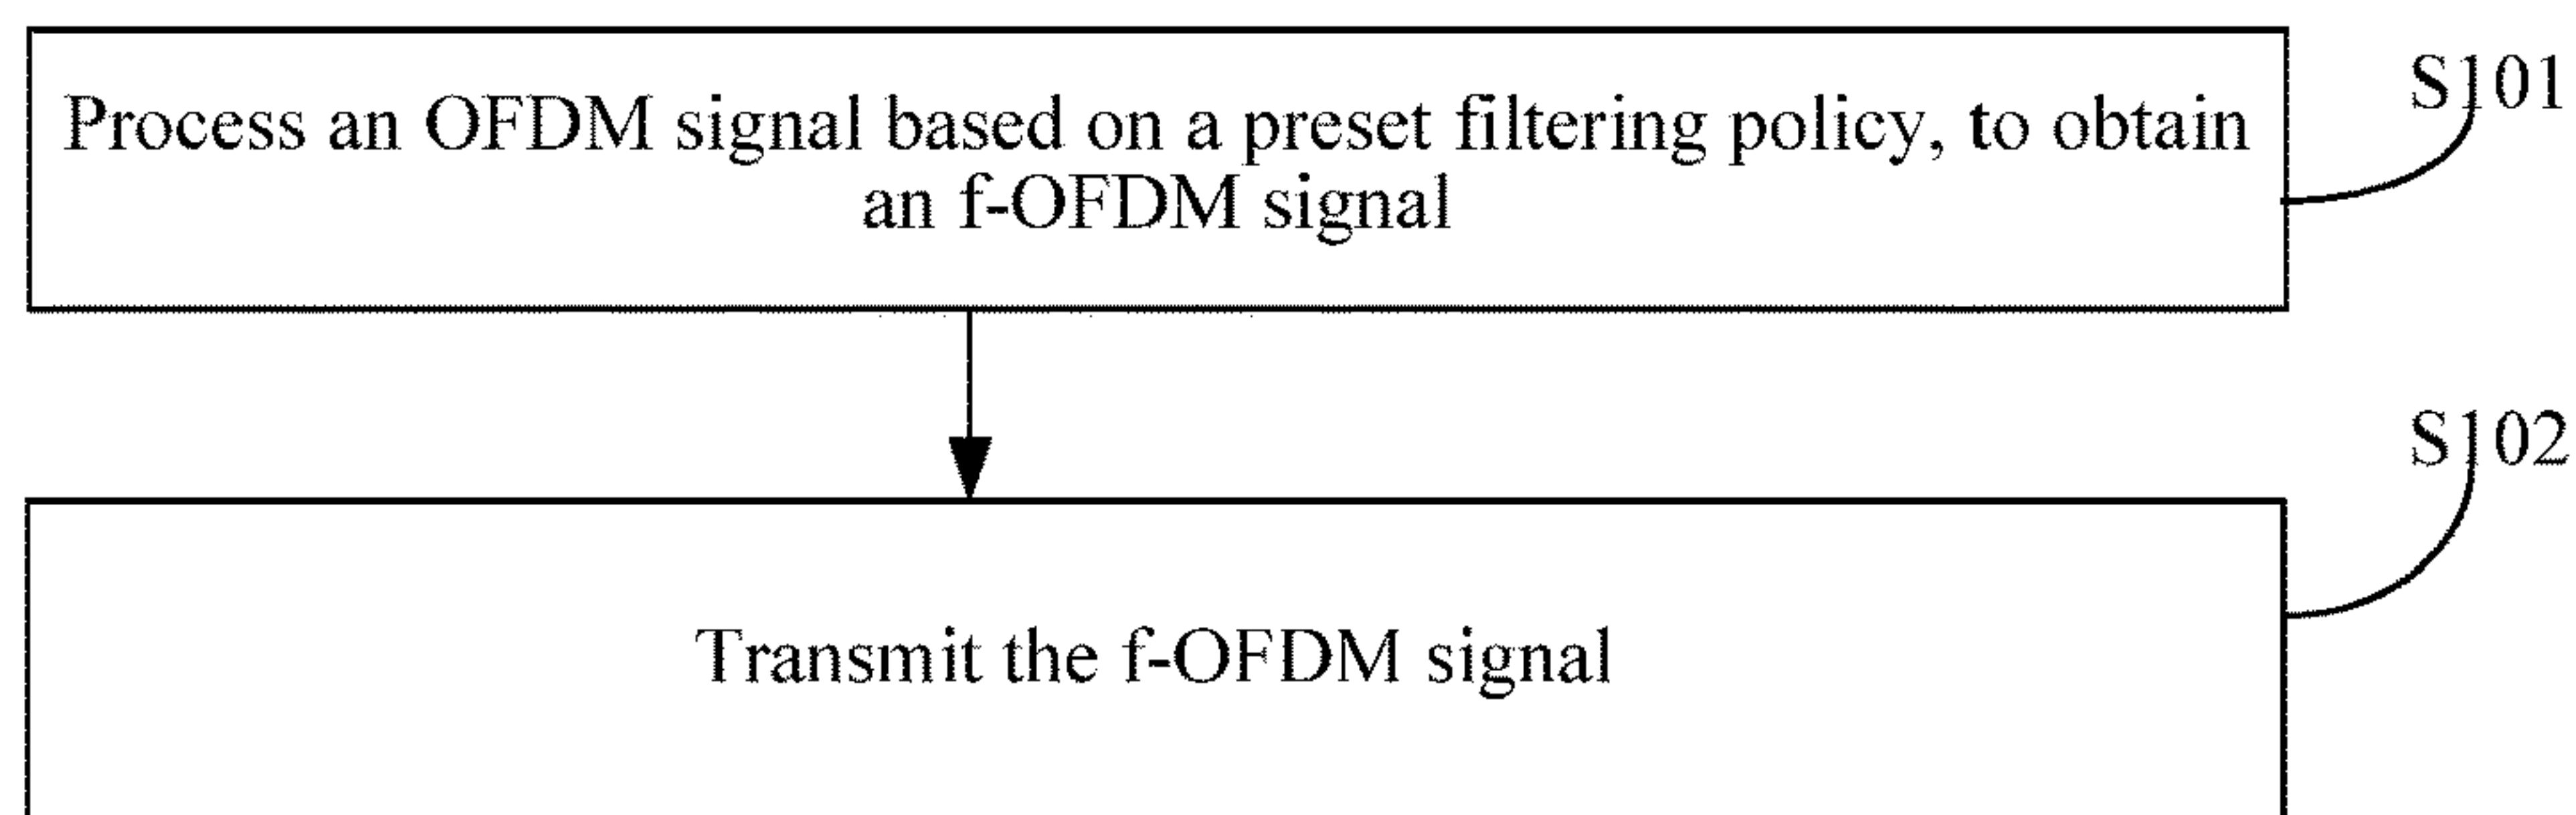 S101
Process an OFDM signal based on a preset filtering policy, to obtain
an f-OFDM signal
S102
Transmit the f-OFDM signal